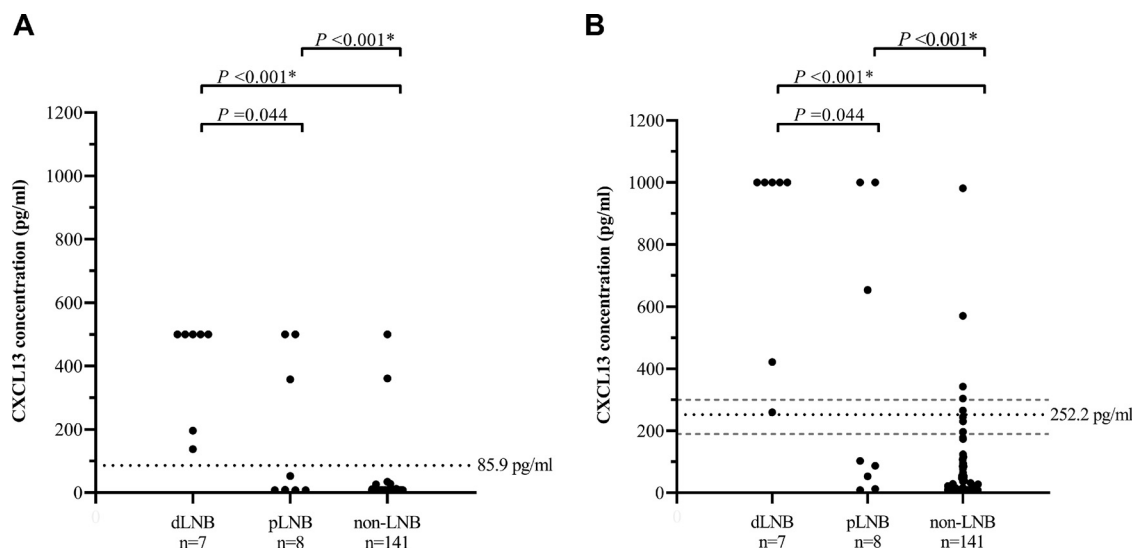 A
P <0.001*
P <0.001*
P =0.044
1200
1000
800
600
400
200
0
CXCL13 concentration (pg/ml)
85.9 pg/ml
0
dLNB
n=7
pLNB
n=8
non-LNB
n=141
B
P <0.001*
P <0.001*
P =0.044
1200
1000
800
600
400
200
0
CXCL13 concentration (pg/ml)
252.2 pg/ml
0
dLNB
n=7
pLNB
n=8
non-LNB
n=141